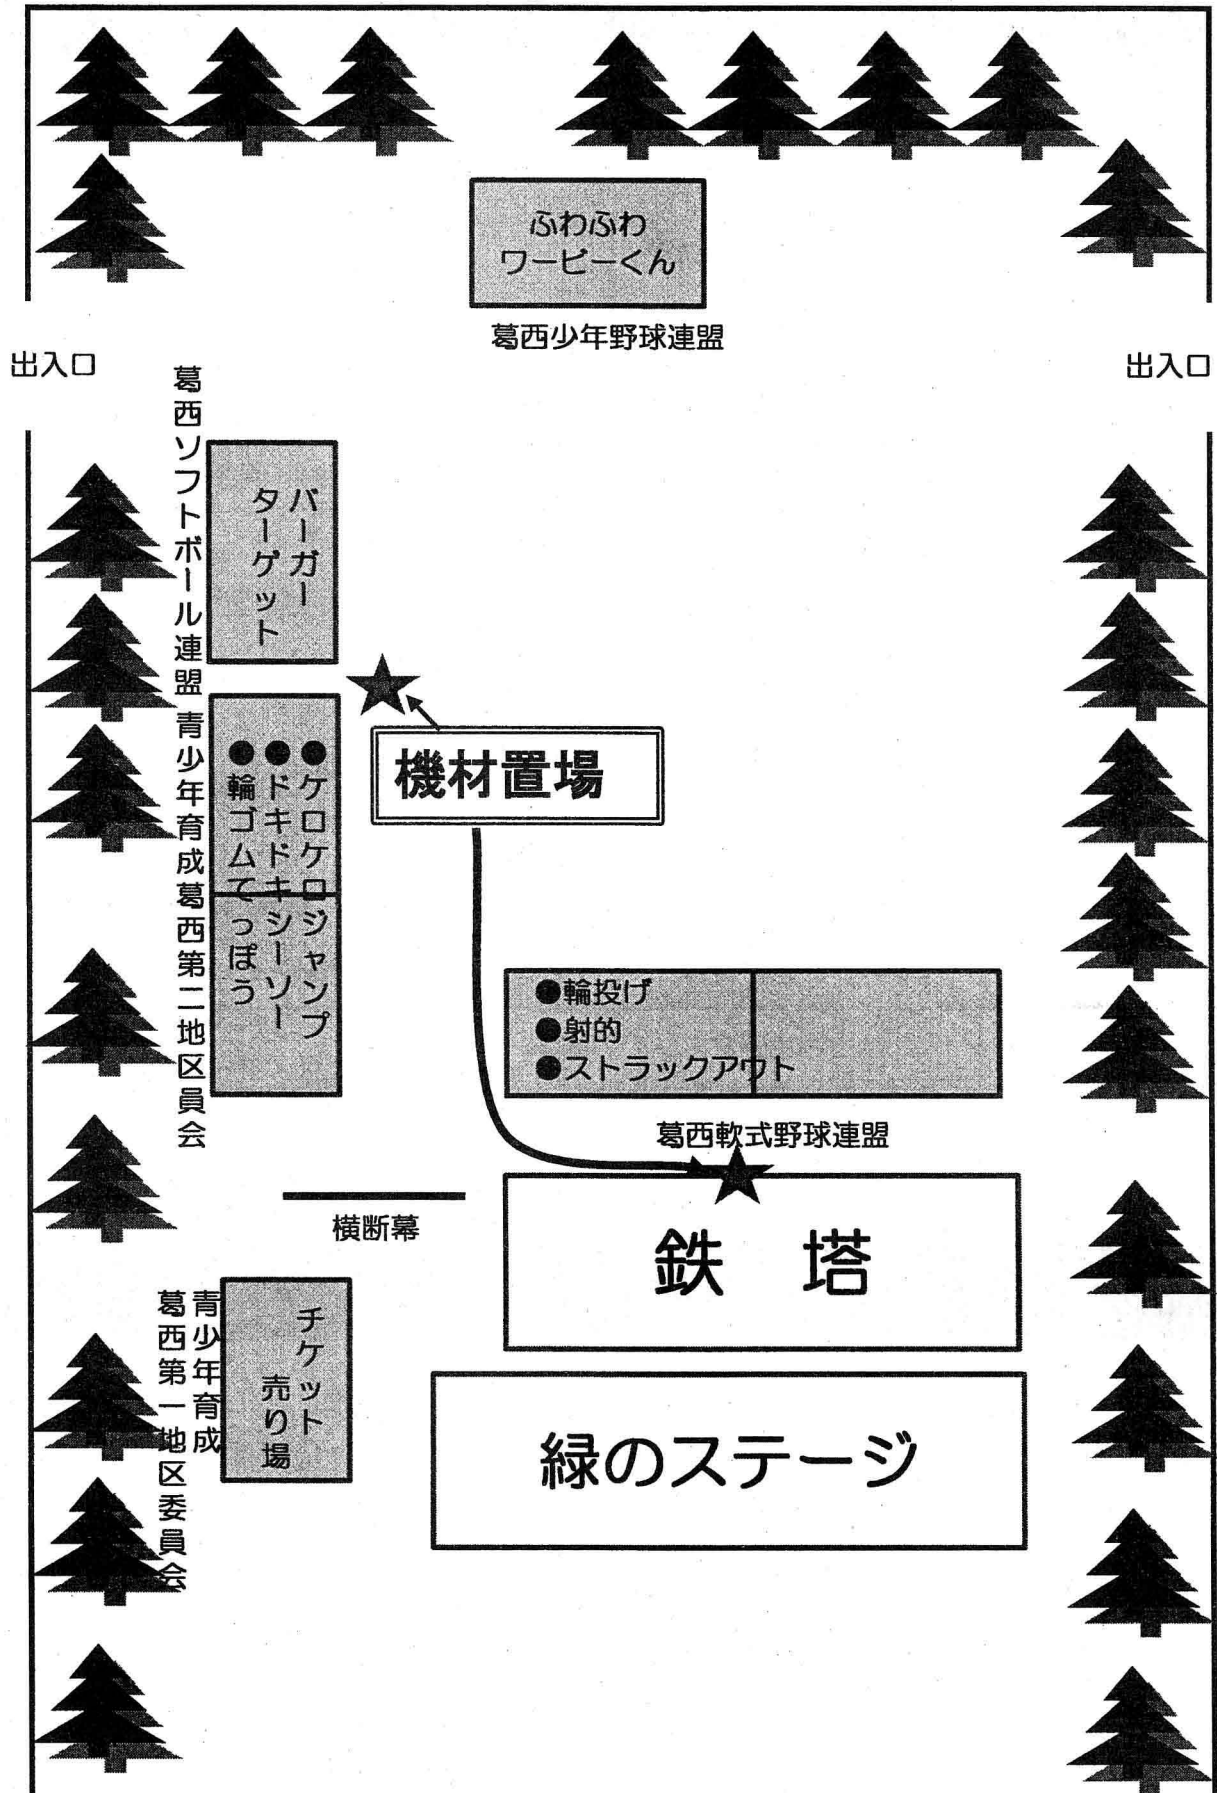 ふわふわ
ワービーくん
葛西少年野球連盟
出入口
出入口
葛西ソフトボール連盟
バーガー
ターゲット
機材置場
青少年育成葛西第二地区員会
●ケロケロジャンプ
●ドキドキシーソー
●輪ゴムてっぽう
●輪投げ
●射的
●ストラックアウト
葛西軟式野球連盟
横断幕
鉄 塔
青少年育成
葛西第一地区委員会
チケット
売り場
緑のステージ